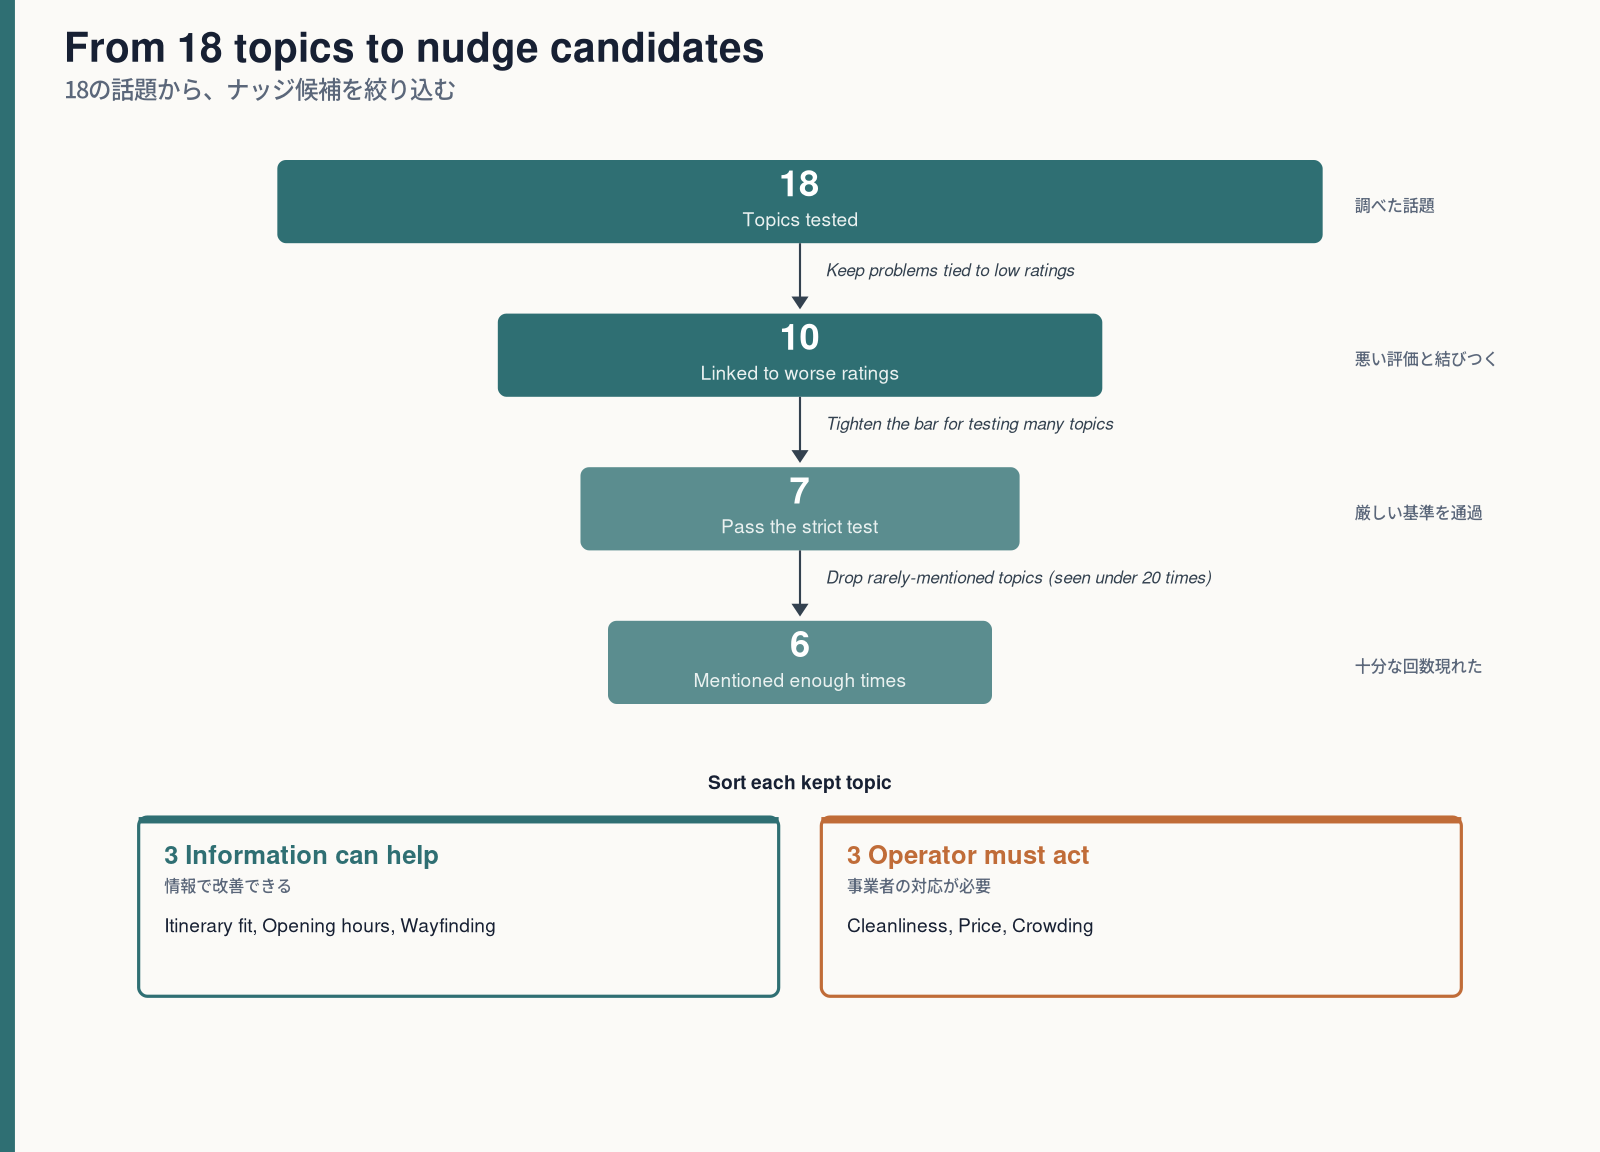 From 18 topics to nudge candidates
18の話題から、ナッジ候補を絞り込む
18
Topics tested
調べた話題
Keep problems tied to low ratings
10
Linked to worse ratings
悪い評価と結びつく
Tighten the bar for testing many topics
7
Pass the strict test
厳しい基準を通過
Drop rarely-mentioned topics (seen under 20 times)
6
Mentioned enough times
十分な回数現れた
Sort each kept topic
3 Information can help
情報で改善できる
Itinerary fit, Opening hours, Wayfinding
3 Operator must act
事業者の対応が必要
Cleanliness, Price, Crowding